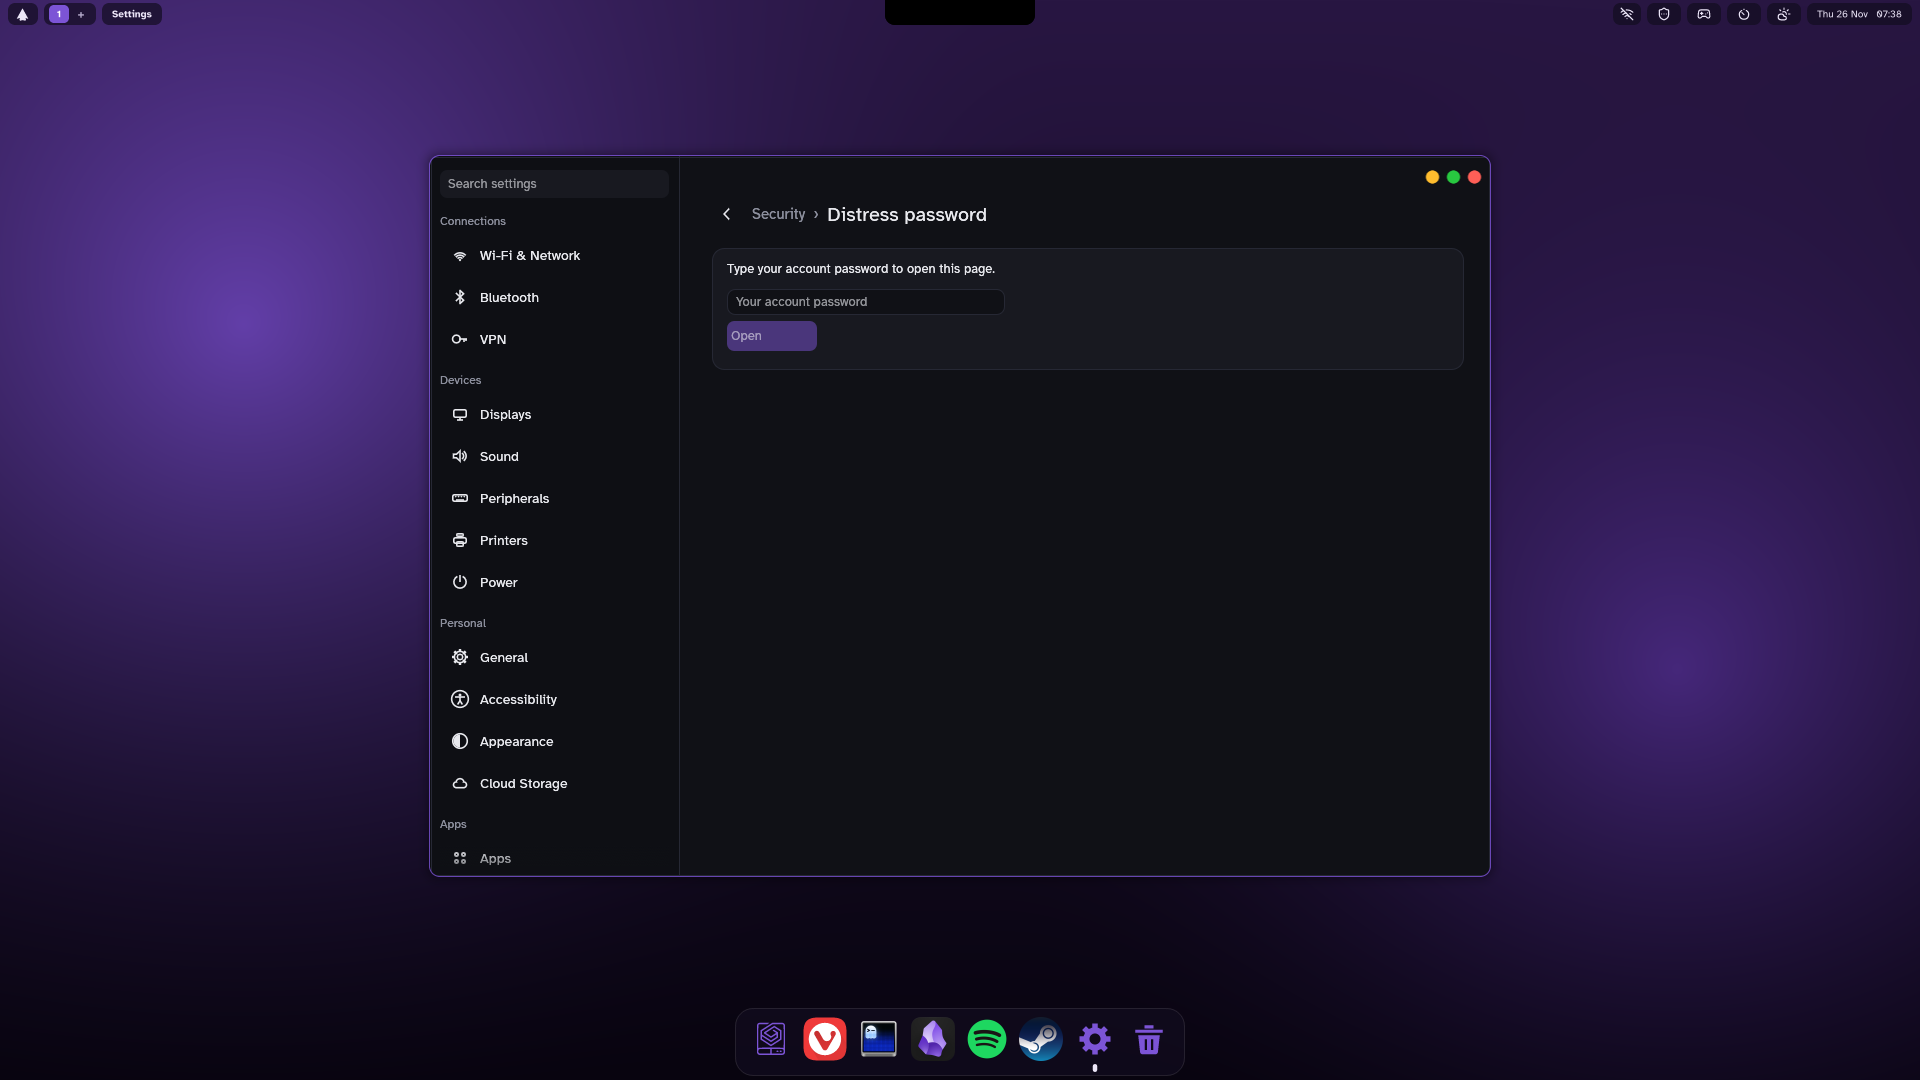 1 + Settings
Thu 26 Nov 07:38
Search settings
Connections
Wi-Fi & Network
Bluetooth
VPN
Devices
Displays
Sound
Peripherals
Printers
Power
Personal
General
Accessibility
Appearance
Cloud Storage
Apps
Apps
Security › Distress password
Type your account password to open this page.
Your account password
Open